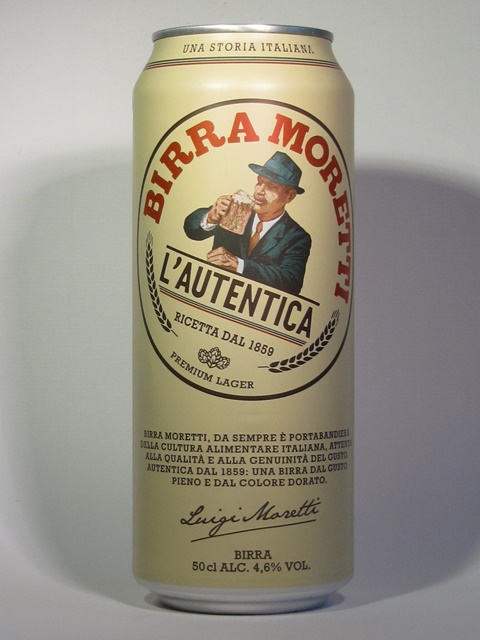 UNA STORIA ITALIANA
BIRRA MORETTI
L'AUTENTICA
RICETTA DAL 1859
PREMIUM LAGER
BIRRA MORETTI, DA SEMPRE È PORTABANDIERA
DELLA CULTURA ALIMENTARE ITALIANA,
ALLA QUALITÀ E ALLA GENUINITÀ DEL GUSTO.
AUTENTICA DAL 1859: UNA BIRRA DAL GUSTO
PIENO E DAL COLORE DORATO.
Luigi Moretti
BIRRA
50 cl ALC. 4,6% VOL.